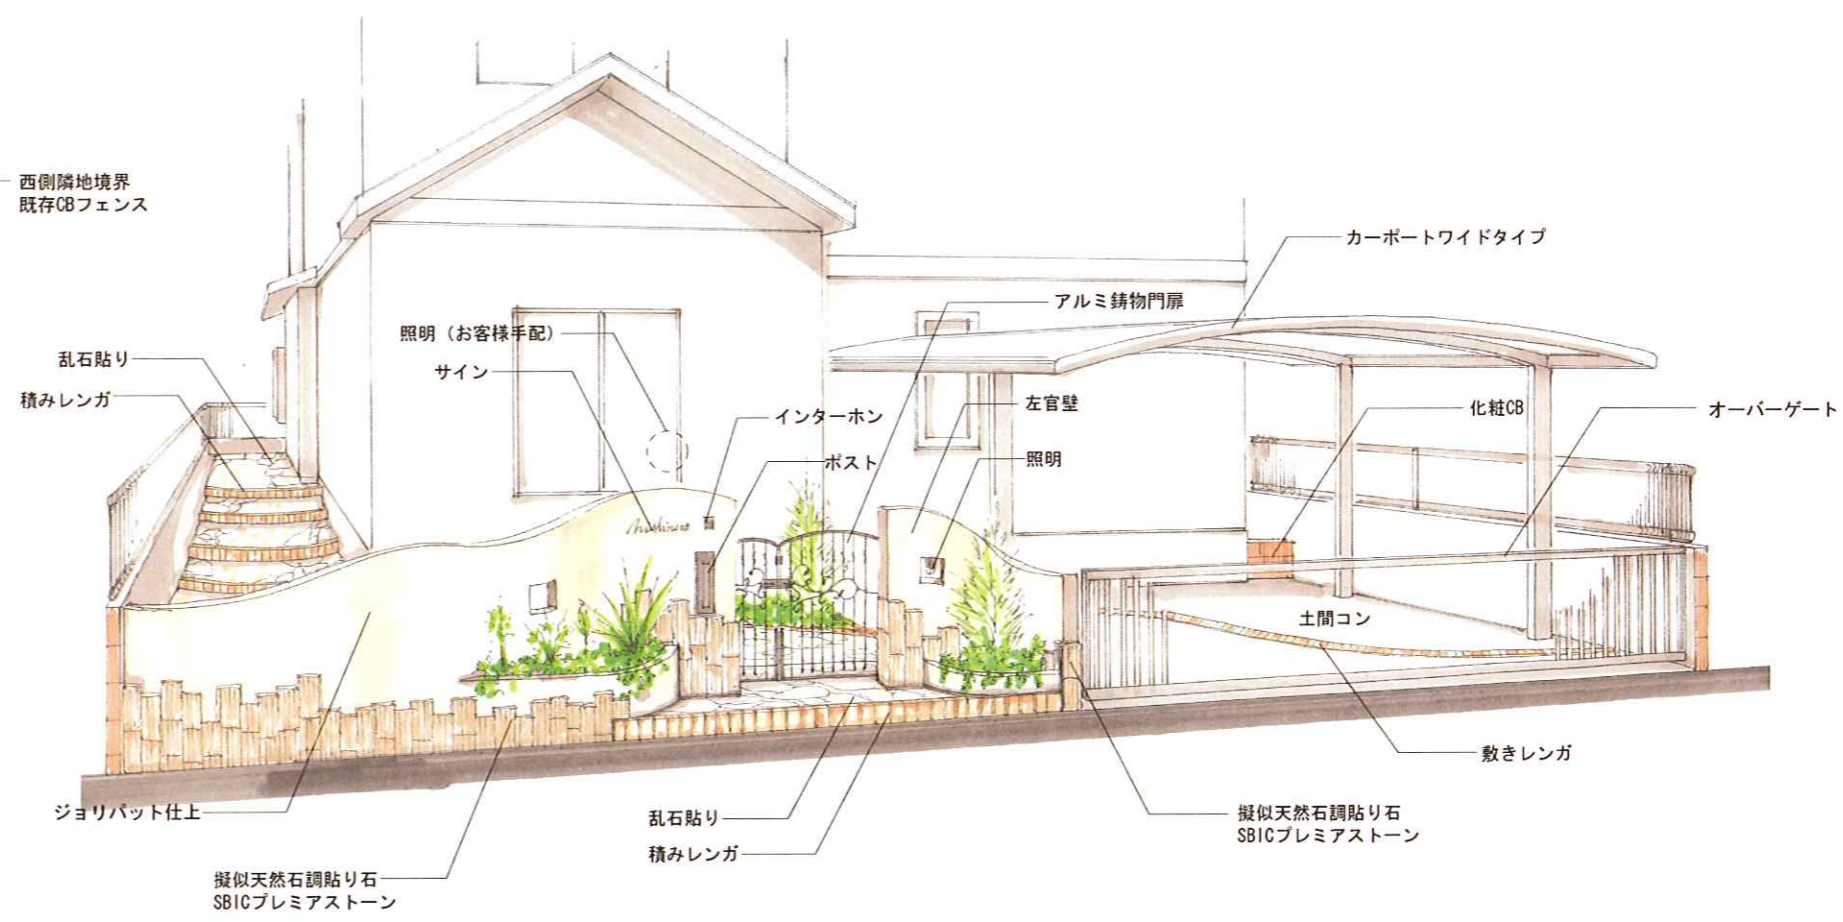 西側隣地境界
既存CBフェンス
カーポートワイドタイプ
アルミ鋳物門扉
照明（お客様手配）
乱石貼り
サイン
積みレンガ
左官壁
化粧CB
オーバーゲート
インターホン
ポスト
照明
土間コン
敷きレンガ
ジョリパット仕上
乱石貼り
擬似天然石調貼り石
SBICプレミアストーン
積みレンガ
擬似天然石調貼り石
SBICプレミアストーン